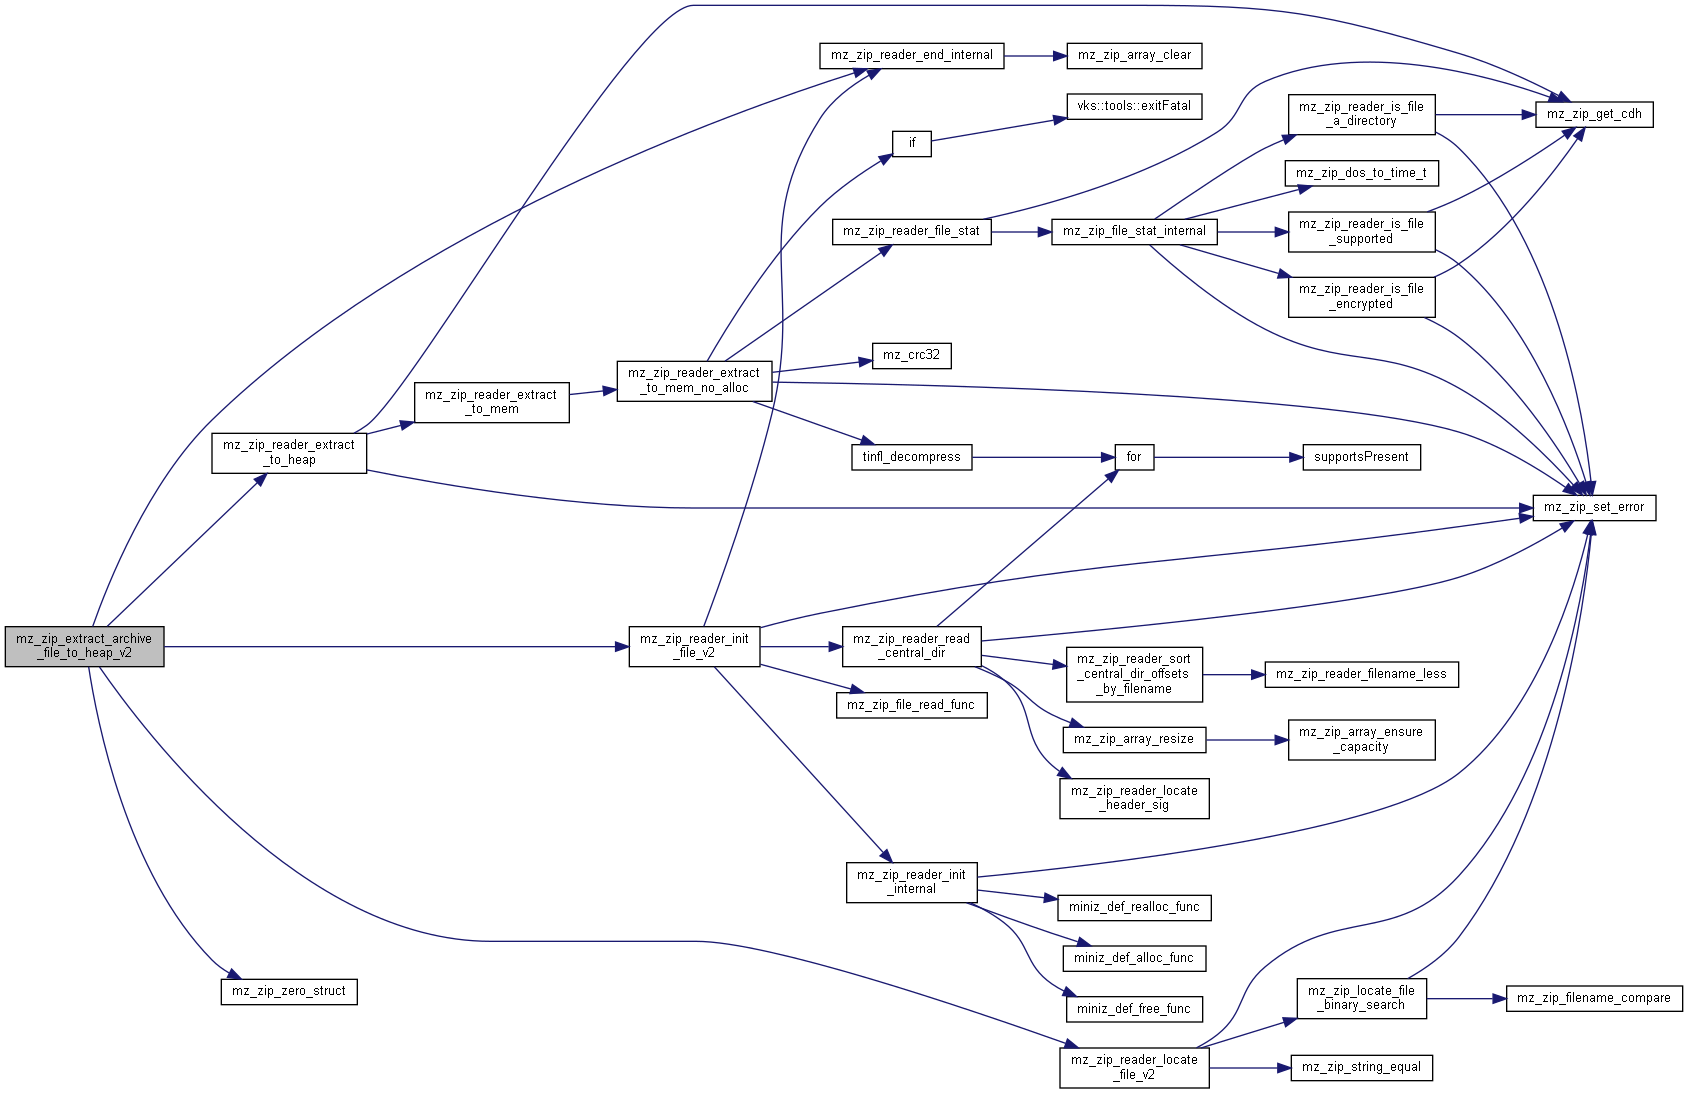 mz_zip_extract_archive
_file_to_heap_v2
mz_zip_reader_extract
_to_heap
mz_zip_zero_struct
mz_zip_reader_extract
_to_mem
mz_zip_reader_extract
_to_mem_no_alloc
mz_zip_reader_init
_file_v2
mz_zip_reader_end_internal
if
mz_zip_reader_file_stat
mz_crc32
tinfl_decompress
mz_zip_reader_read
_central_dir
mz_zip_file_read_func
mz_zip_reader_init
_internal
mz_zip_array_clear
vks::tools::exitFatal
mz_zip_file_stat_internal
for
mz_zip_reader_sort
_central_dir_offsets
_by_filename
mz_zip_array_resize
mz_zip_reader_locate
_header_sig
miniz_def_realloc_func
miniz_def_alloc_func
miniz_def_free_func
mz_zip_reader_locate
_file_v2
mz_zip_reader_is_file
_a_directory
mz_zip_dos_to_time_t
mz_zip_reader_is_file
_supported
mz_zip_reader_is_file
_encrypted
supportsPresent
mz_zip_reader_filename_less
mz_zip_array_ensure
_capacity
mz_zip_locate_file
_binary_search
mz_zip_string_equal
mz_zip_get_cdh
mz_zip_set_error
mz_zip_filename_compare